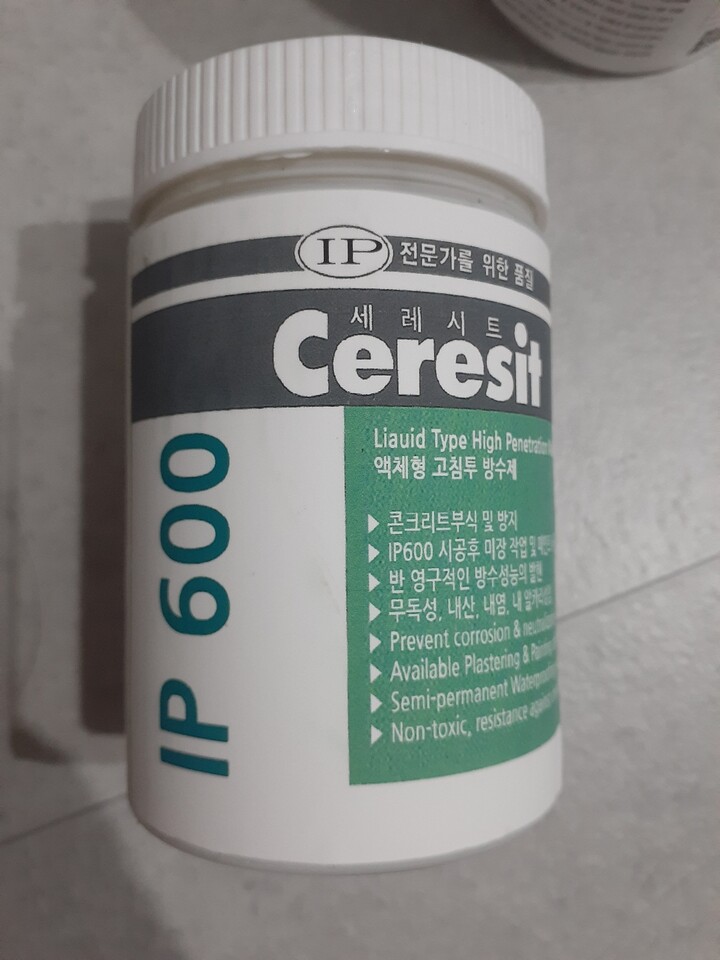 IP 전문가를 위한 품질
세 레 시 트
Ceresit
IP 600
Liauid Type High Penetration
액체형 고침투 방수제
▶ 콘크리트부식 및 방지
▶ IP600 시공후 미장 작업 및
▶ 반 영구적인 방수성능의 발현
▶ 무독성, 내산, 내염, 내
▶ Prevent corrosion &
▶ Available Plastering &
▶ Semi-permanent
▶ Non-toxic, resistance